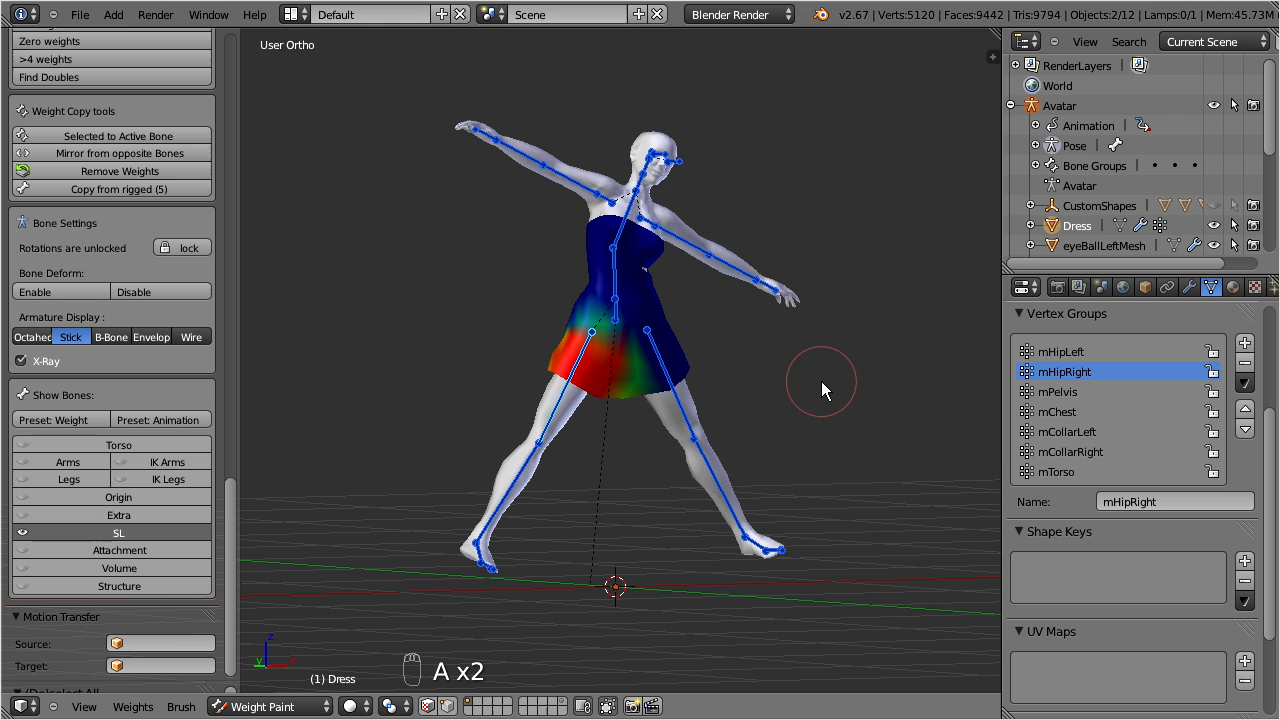 File Add Render Window Help Default Scene Blender Render v2.67 | Verts:5120 | Faces:9442 | Tris:9794 | Objects:2/12 | Lamps:0/1 | Mem:45.73M
Zero weights
>4 weights
Find Doubles
Weight Copy tools
Selected to Active Bone
Mirror from opposite Bones
Remove Weights
Copy from rigged (5)
Bone Settings
Rotations are unlocked lock
Bone Deform:
Enable Disable
Armature Display :
Octahed Stick B-Bone Envelop Wire
X-Ray
Show Bones:
Preset: Weight Preset: Animation
Torso
Arms IK Arms
Legs IK Legs
Origin
Extra
SL
Attachment
Volume
Structure
Motion Transfer
Source:
Target:
(De)select All
User Ortho
z
y x
(1) Dress
A x2
View Weights Brush Weight Paint
View Search Current Scene
RenderLayers
World
Avatar
Animation
Pose
Bone Groups
Avatar
CustomShapes
Dress
eyeBallLeftMesh
Vertex Groups
mHipLeft
mHipRight
mPelvis
mChest
mCollarLeft
mCollarRight
mTorso
Name: mHipRight
Shape Keys
UV Maps